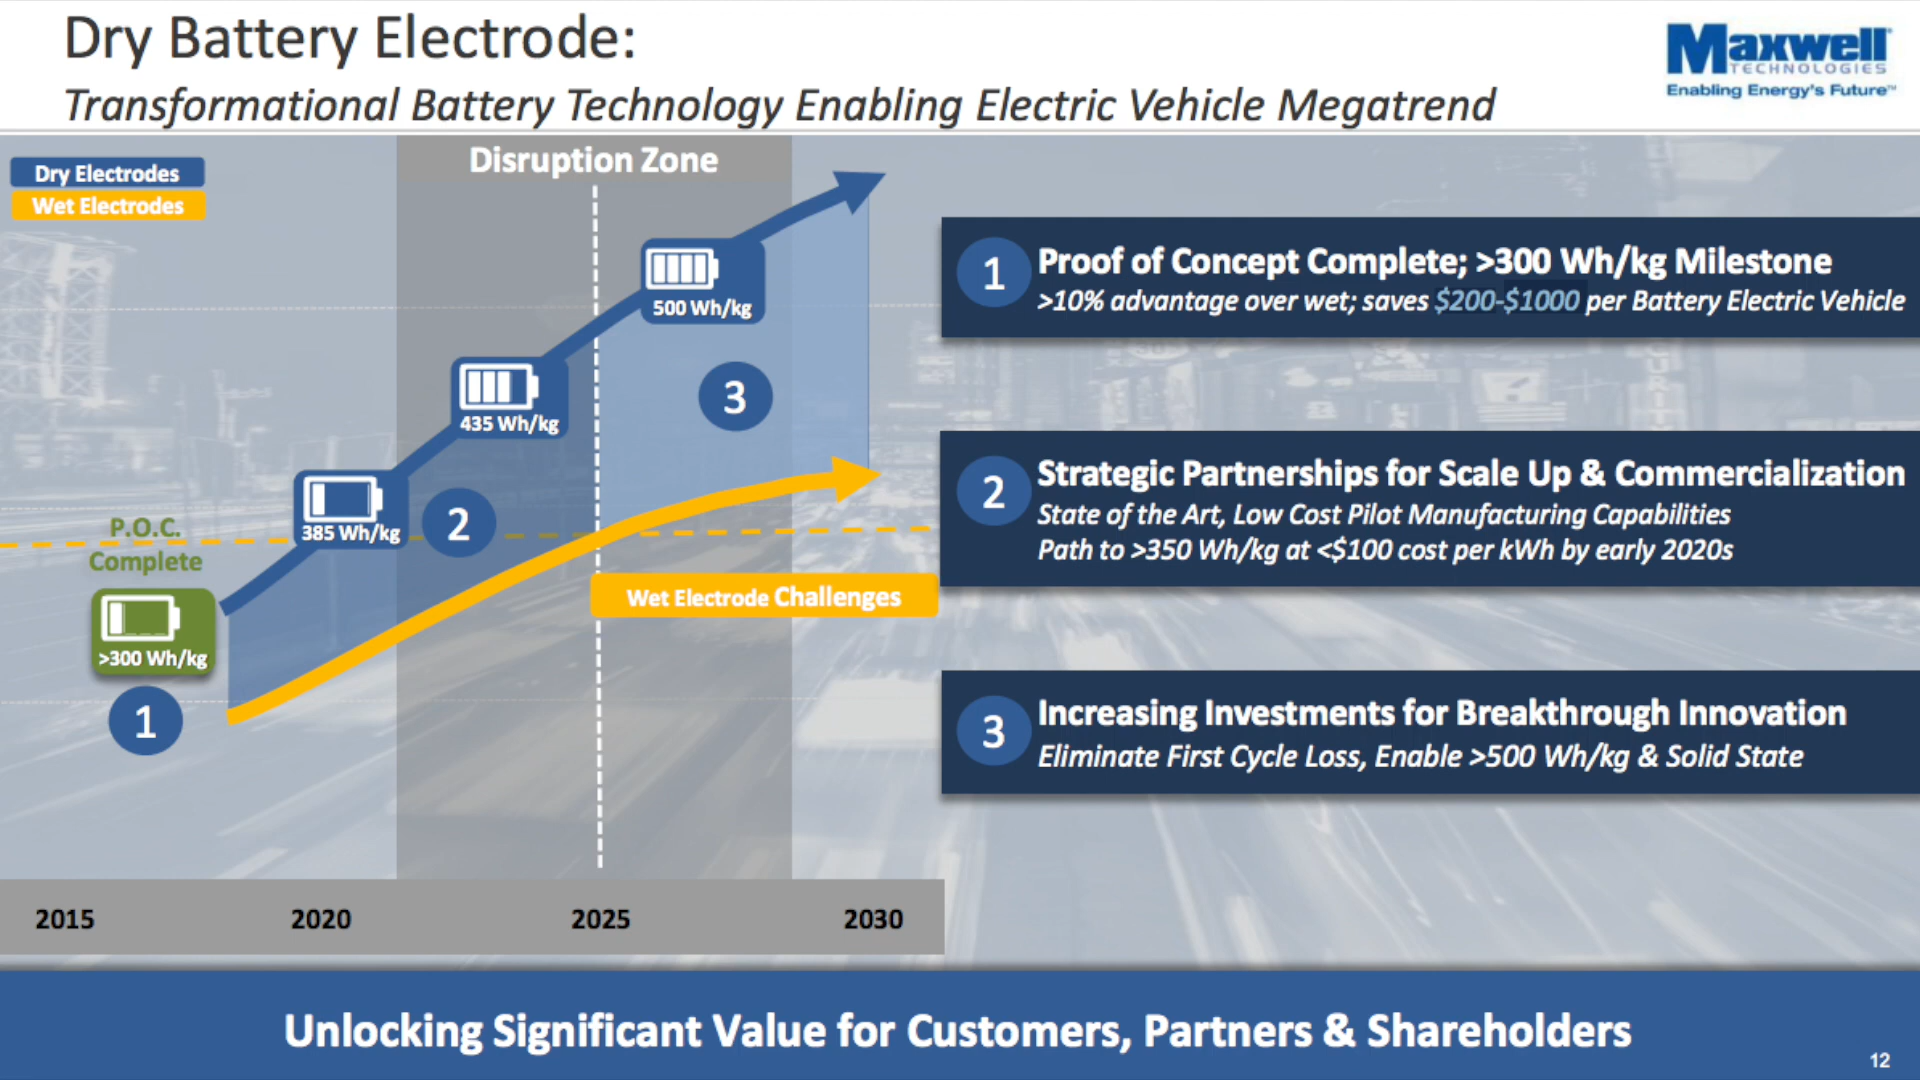 Dry Battery Electrode:
Transformational Battery Technology Enabling Electric Vehicle Megatrend
Maxwell
TECHNOLOGIES
Enabling Energy's Future™
Dry Electrodes
Wet Electrodes
Disruption Zone
500 Wh/kg
3
435 Wh/kg
385 Wh/kg
2
P.O.C.
Complete
>300 Wh/kg
1
Wet Electrode Challenges
2015
2020
2025
2030
1
Proof of Concept Complete; >300 Wh/kg Milestone
>10% advantage over wet; saves $200-$1000 per Battery Electric Vehicle
2
Strategic Partnerships for Scale Up & Commercialization
State of the Art, Low Cost Pilot Manufacturing Capabilities
Path to >350 Wh/kg at <$100 cost per kWh by early 2020s
3
Increasing Investments for Breakthrough Innovation
Eliminate First Cycle Loss, Enable >500 Wh/kg & Solid State
Unlocking Significant Value for Customers, Partners & Shareholders
12